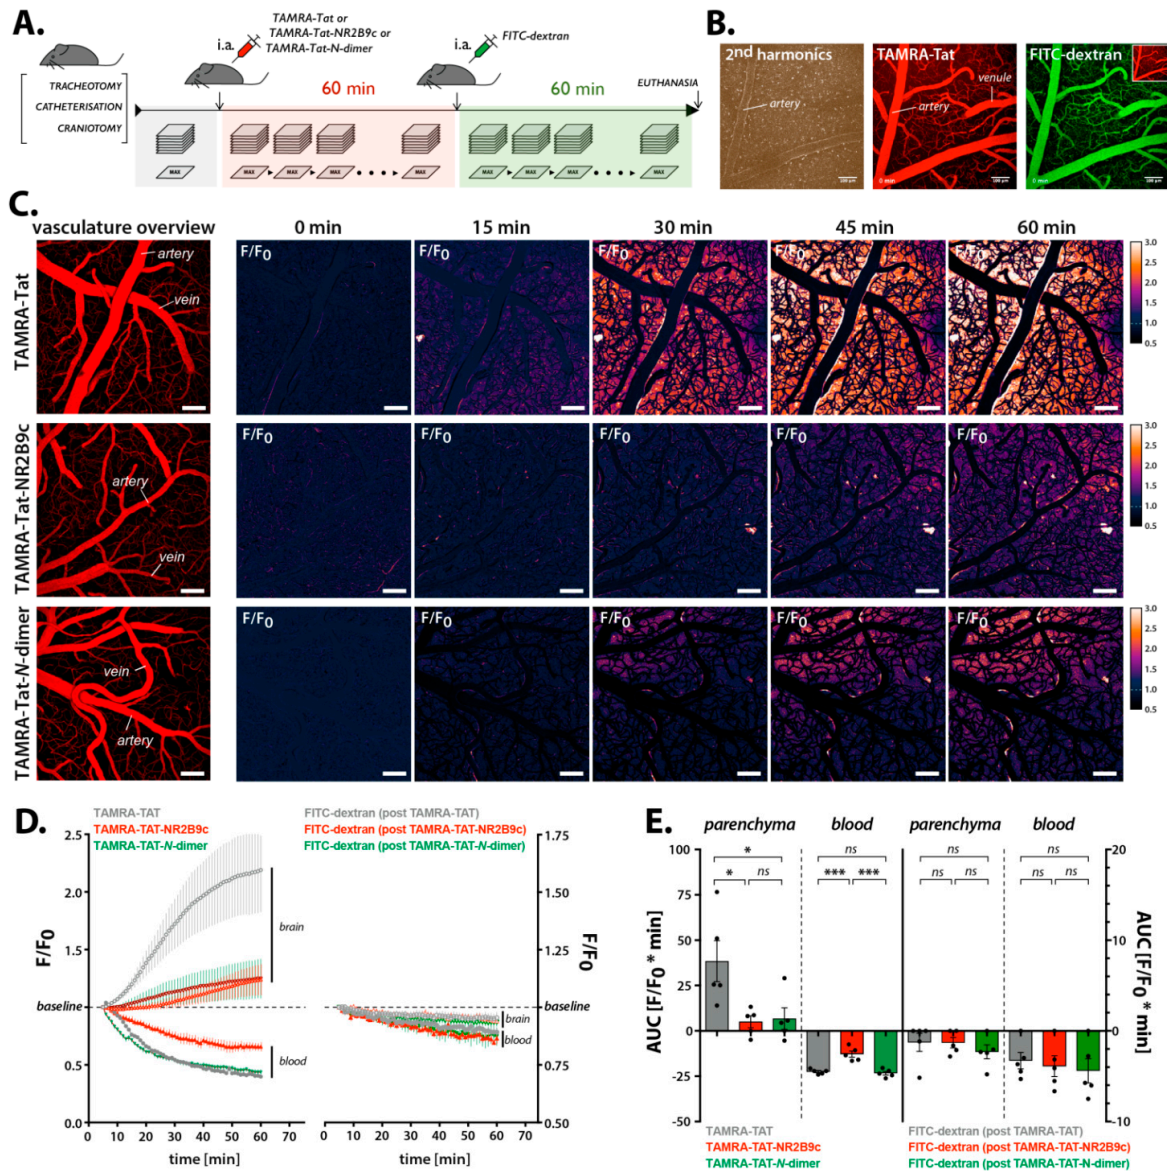 A.
TAMRA-Tat or
TAMRA-Tat-NR2B9c or
TAMRA-Tat-N-dimer
i.a.
i.a.
FITC-dextran
TRACHEOTOMY
CATHETERISATION
CRANIOTOMY
60 min
60 min
EUTHANASIA
MAX
MAX
MAX
MAX
MAX
MAX
MAX
MAX
MAX
B.
2nd harmonics
artery
100 µm
TAMRA-Tat
venule
artery
0 min
100 µm
FITC-dextran
0 min
100 µm
C.
vasculature overview
0 min
15 min
30 min
45 min
60 min
TAMRA-Tat
artery
vein
F/F0
F/F0
F/F0
F/F0
F/F0
3.0
2.5
2.0
1.5
1.0
0.5
TAMRA-Tat-NR2B9c
artery
vein
F/F0
F/F0
F/F0
F/F0
F/F0
3.0
2.5
2.0
1.5
1.0
0.5
TAMRA-Tat-N-dimer
vein
artery
F/F0
F/F0
F/F0
F/F0
F/F0
3.0
2.5
2.0
1.5
1.0
0.5
D.
TAMRA-TAT
TAMRA-TAT-NR2B9c
TAMRA-TAT-N-dimer
FITC-dextran (post TAMRA-TAT)
FITC-dextran (post TAMRA-TAT-NR2B9c)
FITC-dextran (post TAMRA-TAT-N-dimer)
2.5
2.0
1.5
baseline
0.5
0.0
F/F0
brain
blood
0 10 20 30 40 50 60 70
time [min]
brain
blood
0 10 20 30 40 50 60 70
time [min]
1.75
1.50
1.25
baseline
0.75
0.50
F/F0
E.
parenchyma
blood
parenchyma
blood
100
75
50
25
0
-25
-50
AUC [F/F0 * min]
*
*
ns
ns
***
***
ns
ns
ns
ns
ns
ns
20
10
0
-10
AUC [F/F0 * min]
TAMRA-TAT
TAMRA-TAT-NR2B9c
TAMRA-TAT-N-dimer
FITC-dextran (post TAMRA-TAT)
FITC-dextran (post TAMRA-TAT-NR2B9c)
FITC-dextran (post TAMRA-TAT-N-dimer)